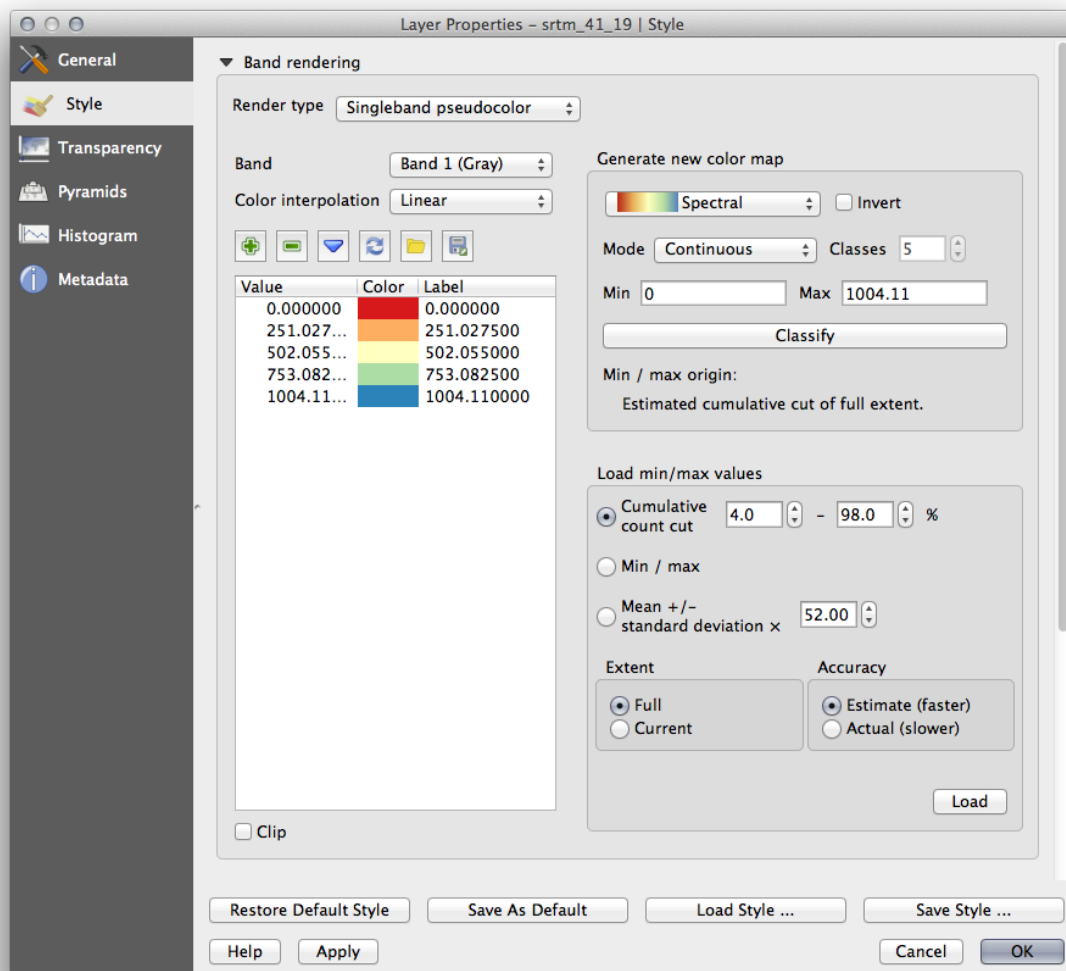 Layer Properties – srtm_41_19 | Style
General
Style
Transparency
Pyramids
Histogram
Metadata
Band rendering
Render type Singleband pseudocolor
Band Band 1 (Gray)
Color interpolation Linear
Value Color Label
0.000000 0.000000
251.027... 251.027500
502.055... 502.055000
753.082... 753.082500
1004.11... 1004.110000
Clip
Generate new color map
Spectral Invert
Mode Continuous Classes 5
Min 0 Max 1004.11
Classify
Min / max origin:
Estimated cumulative cut of full extent.
Load min/max values
Cumulative
count cut 4.0 – 98.0 %
Min / max
Mean +/-
standard deviation × 52.00
Extent
Full
Current
Accuracy
Estimate (faster)
Actual (slower)
Load
Restore Default Style Save As Default Load Style ... Save Style ...
Help Apply Cancel OK